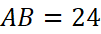 𝐴𝐵 = 24